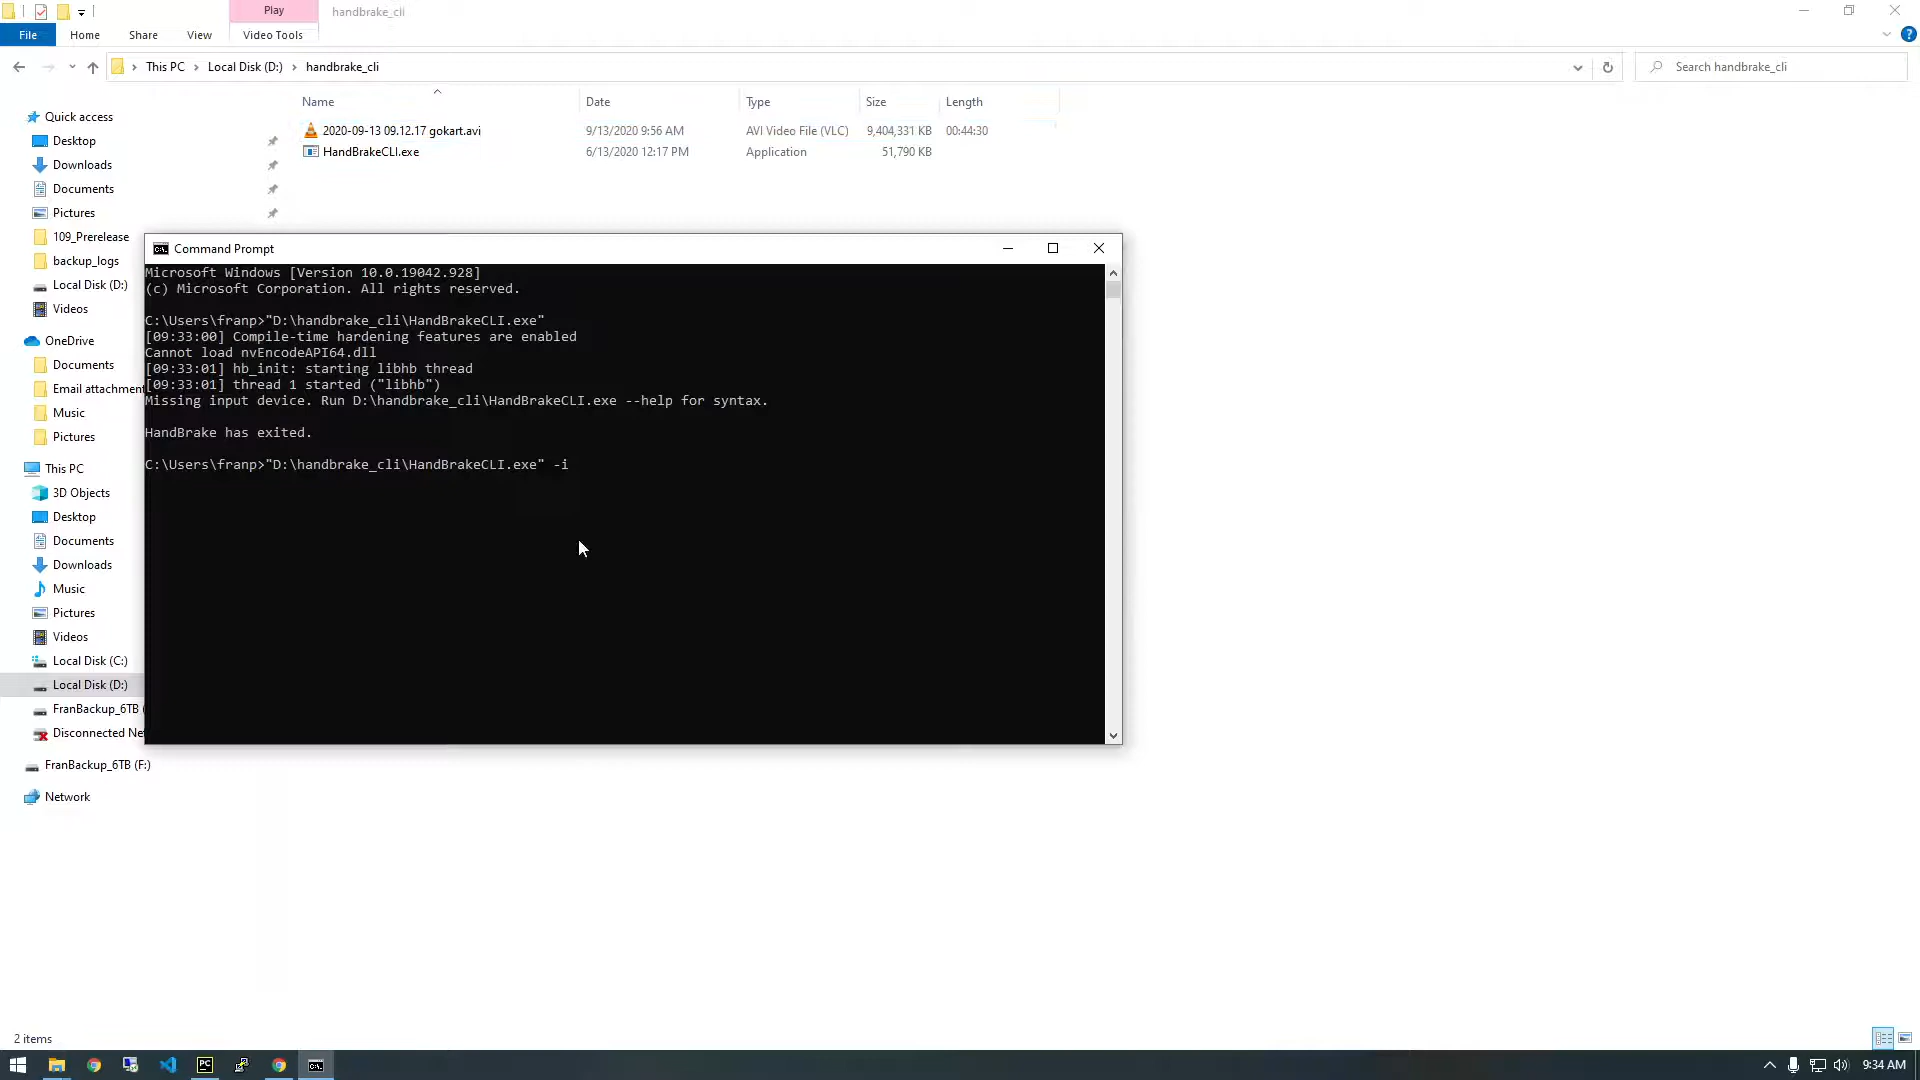 Play
handbrake_cli
File
Home
Share
View
Video Tools
This PC
Local Disk (D:)
handbrake_cli
Search handbrake_cli
Name
Date
Type
Size
Length
2020-09-13 09.12.17 gokart.avi
9/13/2020 9:56 AM
AVI Video File (VLC)
9,404,331 KB
00:44:30
HandBrakeCLI.exe
6/13/2020 12:17 PM
Application
51,790 KB
Quick access
Desktop
Downloads
Documents
Pictures
109_Prerelease
backup_logs
Local Disk (D:)
Videos
OneDrive
Documents
Email attachment
Music
Pictures
This PC
3D Objects
Desktop
Documents
Downloads
Music
Pictures
Videos
Local Disk (C:)
Local Disk (D:)
FranBackup_6TB (
Disconnected Ne
FranBackup_6TB (F:)
Network
Command Prompt
Microsoft Windows [Version 10.0.19042.928]
(c) Microsoft Corporation. All rights reserved.
C:\Users\franp>"D:\handbrake_cli\HandBrakeCLI.exe"
[09:33:00] Compile-time hardening features are enabled
Cannot load nvEncodeAPI64.dll
[09:33:01] hb_init: starting libhb thread
[09:33:01] thread 1 started ("libhb")
Missing input device. Run D:\handbrake_cli\HandBrakeCLI.exe --help for syntax.
HandBrake has exited.
C:\Users\franp>"D:\handbrake_cli\HandBrakeCLI.exe" -i
2 items
9:34 AM